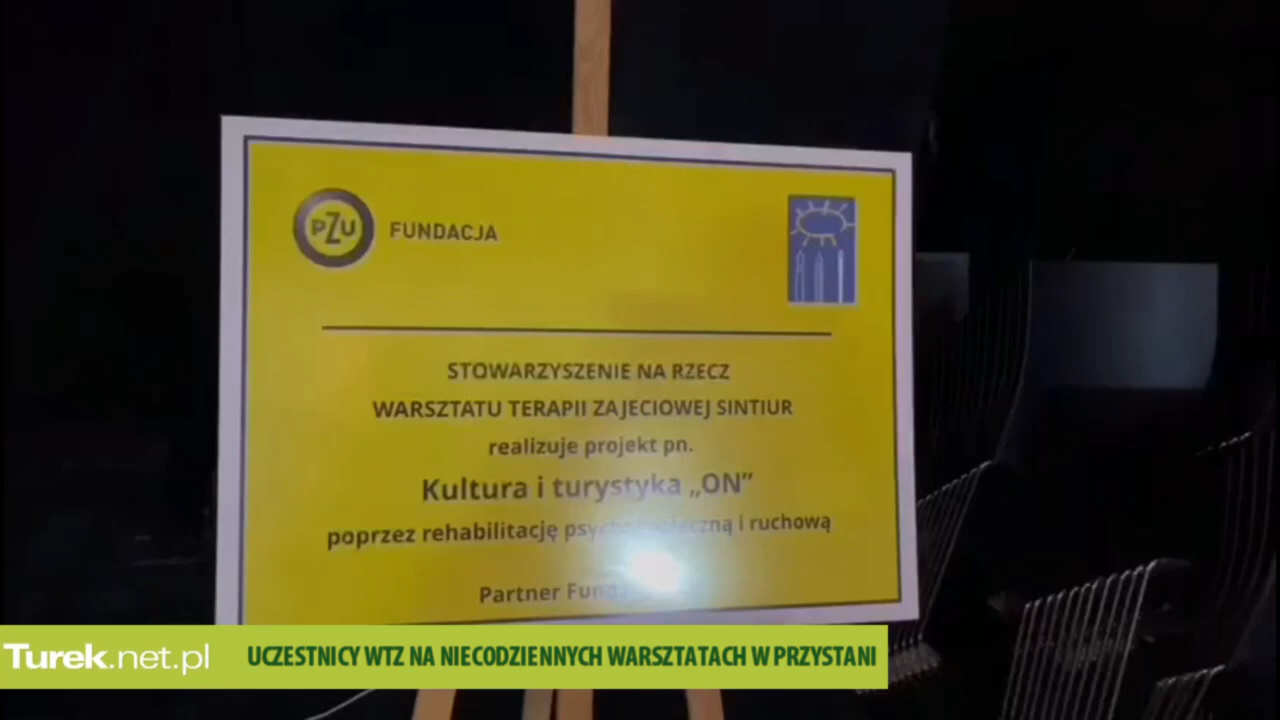 PZU FUNDACJA
STOWARZYSZENIE NA RZECZ
WARSZTATU TERAPII ZAJECIOWEJ SINTIUR
realizuje projekt pn.
Kultura i turystyka „ON”
poprzez rehabilitację i ruchową
Partner
Turek.net.pl
UCZESTNICY WTZ NA NIECODZIENNYCH WARSZTATACH W PRZYSTANI